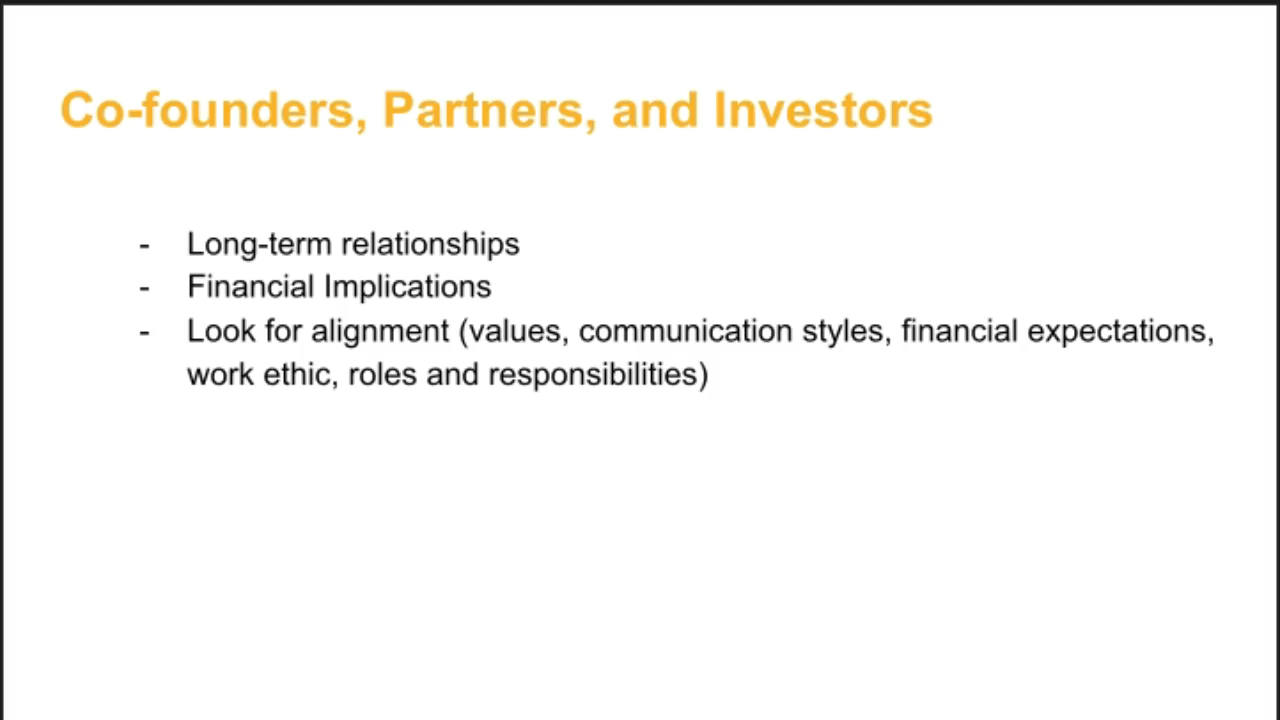 Co-founders, Partners, and Investors
- Long-term relationships
- Financial Implications
- Look for alignment (values, communication styles, financial expectations,
work ethic, roles and responsibilities)